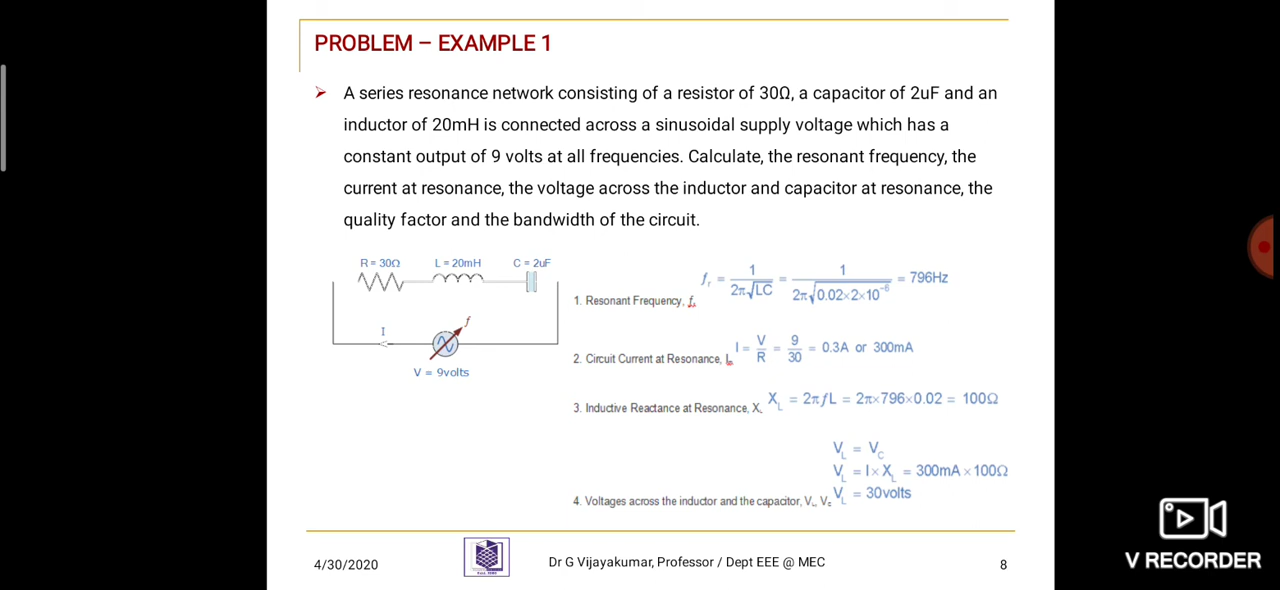 PROBLEM – EXAMPLE 1
➤ A series resonance network consisting of a resistor of 30Ω, a capacitor of 2uF and an
inductor of 20mH is connected across a sinusoidal supply voltage which has a
constant output of 9 volts at all frequencies. Calculate, the resonant frequency, the
current at resonance, the voltage across the inductor and capacitor at resonance, the
quality factor and the bandwidth of the circuit.
R = 30Ω L = 20mH C = 2uF
I
f
V = 9volts
1. Resonant Frequency, fr fr = 1/(2π√LC) = 1/(2π√0.02×2×10⁻⁶) = 796Hz
2. Circuit Current at Resonance, Im I = V/R = 9/30 = 0.3A or 300mA
3. Inductive Reactance at Resonance, XL XL = 2πfL = 2π×796×0.02 = 100Ω
VL = VC
VL = I×XL = 300mA×100Ω
4. Voltages across the inductor and the capacitor, VL, VC VL = 30volts
4/30/2020
Dr G Vijayakumar, Professor / Dept EEE @ MEC
8
V RECORDER